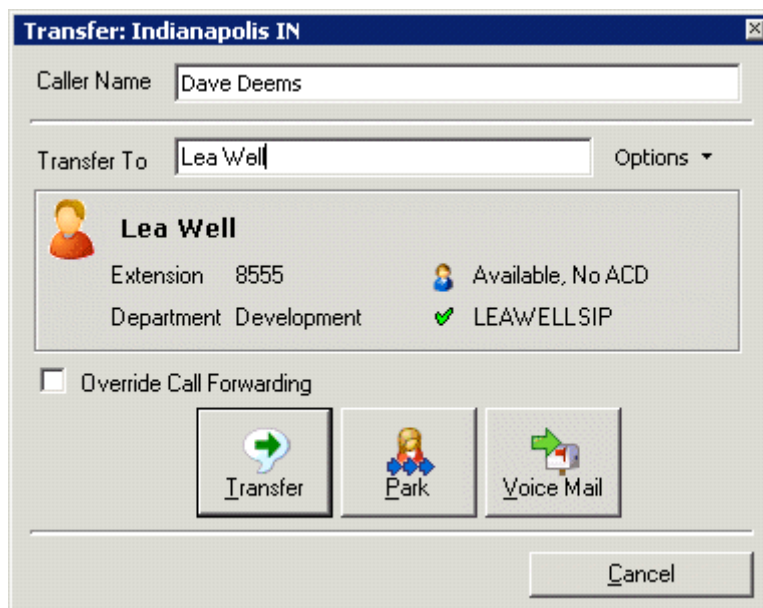 Transfer: Indianapolis IN
Caller Name Dave Deems
Transfer To Lea Well Options
Lea Well
Extension 8555 Available, No ACD
Department Development LEAWELLSIP
Override Call Forwarding
Transfer Park Voice Mail
Cancel